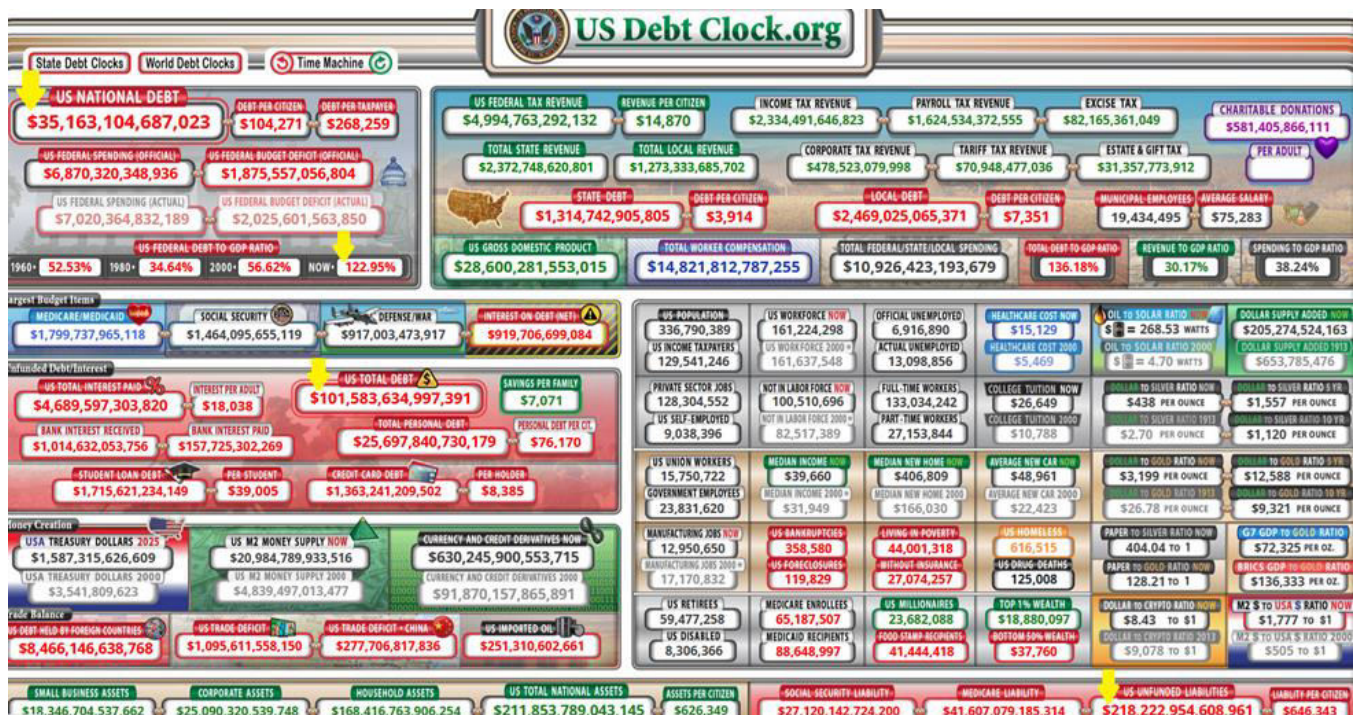 US Debt Clock.org
State Debt Clocks World Debt Clocks Time Machine
US NATIONAL DEBT
$35,163,104,687,023
DEBT PER CITIZEN
$104,271
DEBT PER TAXPAYER
$268,259
US FEDERAL SPENDING (OFFICIAL)
$6,870,320,348,936
US FEDERAL BUDGET DEFICIT (OFFICIAL)
$1,875,557,056,804
US FEDERAL SPENDING (ACTUAL)
$7,020,364,832,189
US FEDERAL BUDGET DEFICIT (ACTUAL)
$2,025,601,563,850
US FEDERAL DEBT TO GDP RATIO
1960• 52.53% 1980• 34.64% 2000• 56.62% NOW• 122.95%
US FEDERAL TAX REVENUE
$4,994,763,292,132
REVENUE PER CITIZEN
$14,870
INCOME TAX REVENUE
$2,334,491,646,823
PAYROLL TAX REVENUE
$1,624,534,372,555
EXCISE TAX
$82,165,361,049
CHARITABLE DONATIONS
$581,405,866,111
PER ADULT
TOTAL STATE REVENUE
$2,372,748,620,801
TOTAL LOCAL REVENUE
$1,273,333,685,702
CORPORATE TAX REVENUE
$478,523,079,998
TARIFF TAX REVENUE
$70,948,477,036
ESTATE & GIFT TAX
$31,357,773,912
STATE DEBT
$1,314,742,905,805
DEBT PER CITIZEN
$3,914
LOCAL DEBT
$2,469,025,065,371
DEBT PER CITIZEN
$7,351
MUNICIPAL EMPLOYEES
19,434,495
AVERAGE SALARY
$75,283
US GROSS DOMESTIC PRODUCT
$28,600,281,553,015
TOTAL WORKER COMPENSATION
$14,821,812,787,255
TOTAL FEDERAL/STATE/LOCAL SPENDING
$10,926,423,193,679
TOTAL DEBT TO GDP RATIO
136.18%
REVENUE TO GDP RATIO
30.17%
SPENDING TO GDP RATIO
38.24%
argest Budget Items
MEDICARE/MEDICAID
$1,799,737,965,118
SOCIAL SECURITY
$1,464,095,655,119
DEFENSE/WAR
$917,003,473,917
INTEREST ON DEBT (NET)
$919,706,699,084
nfunded Debt/Interest
US TOTAL INTEREST PAID
$4,689,597,303,820
INTEREST PER ADULT
$18,038
US TOTAL DEBT
$101,583,634,997,391
SAVINGS PER FAMILY
$7,071
BANK INTEREST RECEIVED
$1,014,632,053,756
BANK INTEREST PAID
$157,725,302,269
TOTAL PERSONAL DEBT
$25,697,840,730,179
PERSONAL DEBT PER CIT.
$76,170
STUDENT LOAN DEBT
$1,715,621,234,149
PER STUDENT
$39,005
CREDIT CARD DEBT
$1,363,241,209,502
PER HOLDER
$8,385
Money Creation
USA TREASURY DOLLARS 2025
$1,587,315,626,609
USA TREASURY DOLLARS 2000
$3,541,809,623
US M2 MONEY SUPPLY NOW
$20,984,789,933,516
US M2 MONEY SUPPLY 2000
$4,839,497,013,477
CURRENCY AND CREDIT DERIVATIVES NOW
$630,245,900,553,715
CURRENCY AND CREDIT DERIVATIVES 2000
$91,870,157,865,891
rade Balance
US DEBT HELD BY FOREIGN COUNTRIES
$8,466,146,638,768
US TRADE DEFICIT
$1,095,611,558,150
US TRADE DEFICIT • CHINA
$277,706,817,836
US IMPORTED OIL
$251,310,602,661
US POPULATION
336,790,389
US INCOME TAXPAYERS
129,541,246
US WORKFORCE NOW
161,224,298
US WORKFORCE 2000
161,637,548
OFFICIAL UNEMPLOYED
6,916,890
ACTUAL UNEMPLOYED
13,098,856
HEALTHCARE COST NOW
$15,129
HEALTHCARE COST 2000
$5,469
OIL TO SOLAR RATIO NOW
$ = 268.53 WATTS
OIL TO SOLAR RATIO 2000
$ = 4.70 WATTS
DOLLAR SUPPLY ADDED NOW
$205,274,524,163
DOLLAR SUPPLY ADDED 1913
$653,785,476
PRIVATE SECTOR JOBS
128,304,552
US SELF-EMPLOYED
9,038,396
NOT IN LABOR FORCE NOW
100,510,696
NOT IN LABOR FORCE 2000
82,517,389
FULL-TIME WORKERS
133,034,242
PART-TIME WORKERS
27,153,844
COLLEGE TUITION NOW
$26,649
COLLEGE TUITION 2000
$10,788
DOLLAR TO SILVER RATIO NOW
$438 PER OUNCE
DOLLAR TO SILVER RATIO 1913
$2.70 PER OUNCE
DOLLAR TO SILVER RATIO 5 YR
$1,557 PER OUNCE
DOLLAR TO SILVER RATIO 10 YR
$1,120 PER OUNCE
US UNION WORKERS
15,750,722
GOVERNMENT EMPLOYEES
23,831,620
MEDIAN INCOME NOW
$39,660
MEDIAN INCOME 2000
$31,949
MEDIAN NEW HOME NOW
$406,809
MEDIAN NEW HOME 2000
$166,030
AVERAGE NEW CAR NOW
$48,961
AVERAGE NEW CAR 2000
$22,423
DOLLAR TO GOLD RATIO NOW
$3,199 PER OUNCE
DOLLAR TO GOLD RATIO 1913
$26.78 PER OUNCE
DOLLAR TO GOLD RATIO 5 YR
$12,588 PER OUNCE
DOLLAR TO GOLD RATIO 10 YR
$9,321 PER OUNCE
MANUFACTURING JOBS NOW
12,950,650
MANUFACTURING JOBS 2000
17,170,832
US BANKRUPTCIES
358,580
US FORECLOSURES
119,829
LIVING IN POVERTY
44,001,318
WITHOUT INSURANCE
27,074,257
US HOMELESS
616,515
US DRUG DEATHS
125,008
PAPER TO SILVER RATIO NOW
404.04 TO 1
PAPER TO GOLD RATIO NOW
128.21 TO 1
G7 GDP TO GOLD RATIO
$72,325 PER OZ.
BRICS GDP TO GOLD RATIO
$136,333 PER OZ.
US RETIREES
59,477,258
US DISABLED
8,306,366
MEDICARE ENROLLEES
65,187,507
MEDICAID RECIPIENTS
88,648,997
US MILLIONAIRES
23,682,088
FOOD STAMP RECIPIENTS
41,444,418
TOP 1% WEALTH
$18,880,097
BOTTOM 50% WEALTH
$37,760
DOLLAR TO CRYPTO RATIO NOW
$8.43 TO $1
DOLLAR TO CRYPTO RATIO 2013
$9,078 TO $1
M2 $ TO USA $ RATIO NOW
$1,777 TO $1
M2 $ TO USA $ RATIO 2000
$505 TO $1
SMALL BUSINESS ASSETS
$18,346,704,537,662
CORPORATE ASSETS
$25,090,320,539,748
HOUSEHOLD ASSETS
$168,416,763,906,254
US TOTAL NATIONAL ASSETS
$211,853,789,043,145
ASSETS PER CITIZEN
$626,349
SOCIAL SECURITY LIABILITY
$27,120,142,724,200
MEDICARE LIABILITY
$41,607,079,185,314
US UNFUNDED LIABILITIES
$218,222,954,608,961
LIABILITY PER CITIZEN
$646,343